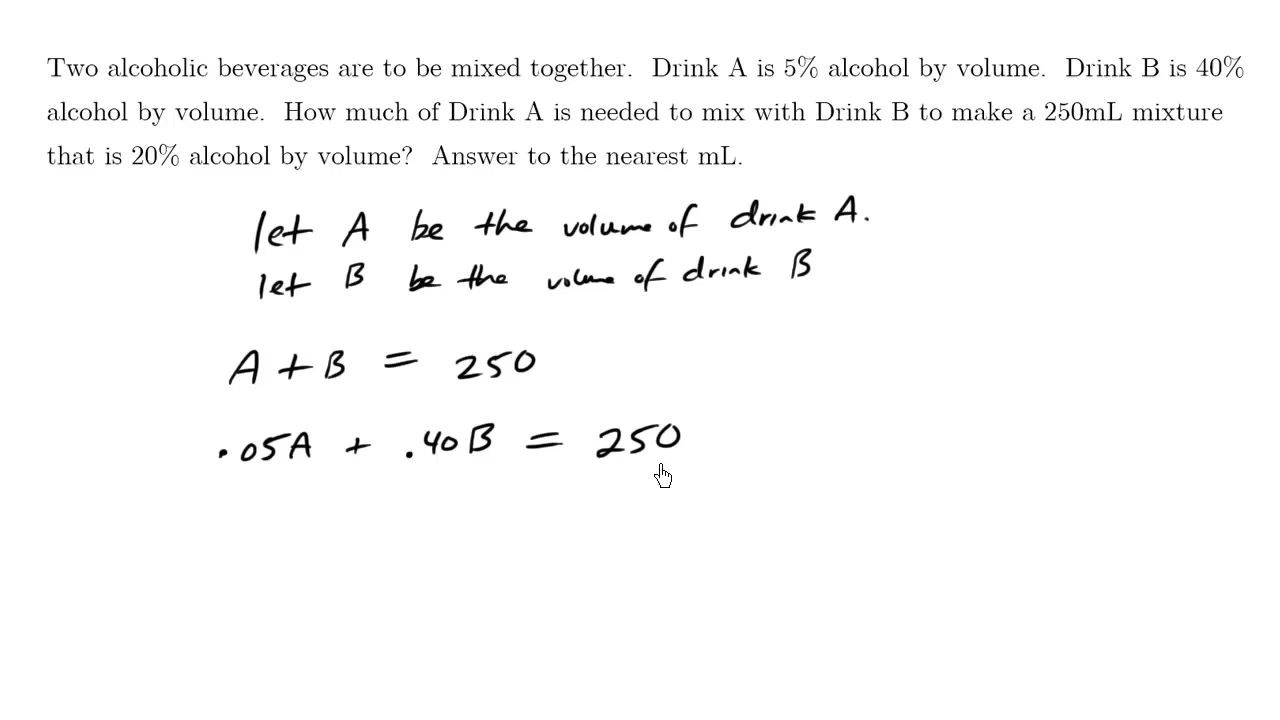 Two alcoholic beverages are to be mixed together. Drink A is 5% alcohol by volume. Drink B is 40%
alcohol by volume. How much of Drink A is needed to mix with Drink B to make a 250mL mixture
that is 20% alcohol by volume? Answer to the nearest mL.
let A be the volume of drink A.
let B be the volume of drink B
A + B = 250
.05A + .40B = 250